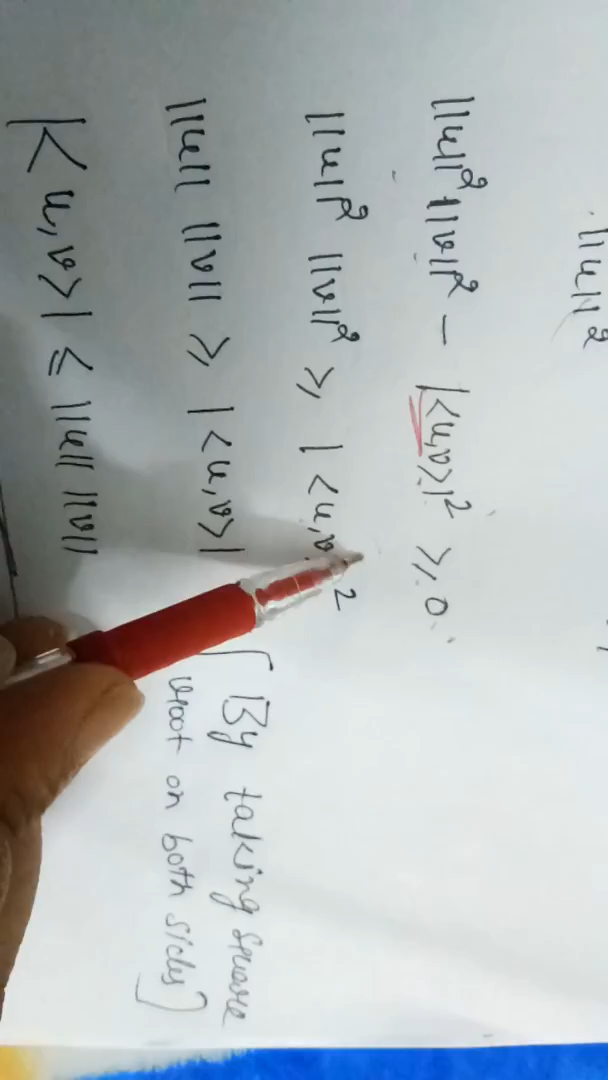 ||u||²
||u||² ||v||² - |<u,v>|² ≥ 0
||u||² ||v||² ≥ |<u,v 2
||u|| ||v|| ≥ |<u,v>|
[By taking square
root on both sides]
|<u,v>| ≤ ||u|| ||v||